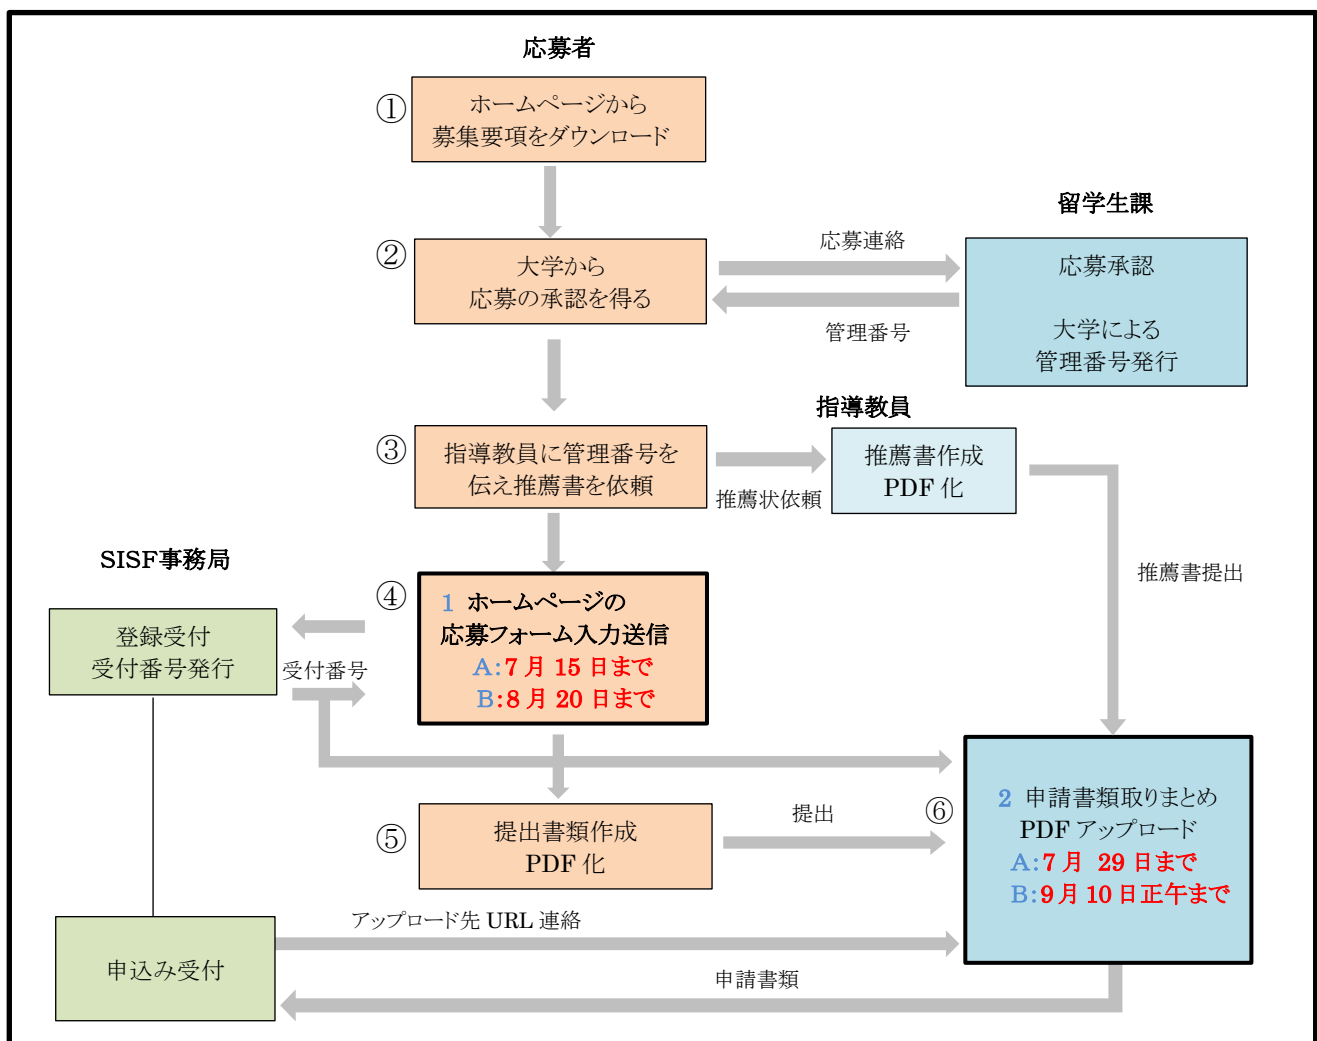 応募者
①
ホームページから
募集要項をダウンロード
留学生課
②
大学から
応募の承認を得る
応募連絡
管理番号
応募承認
大学による
管理番号発行
指導教員
③
指導教員に管理番号を
伝え推薦書を依頼
推薦状依頼
推薦書作成
PDF 化
推薦書提出
SISF事務局
④
1 ホームページの
応募フォーム入力送信
A:7 月 15 日まで
B:8 月 20 日まで
登録受付
受付番号発行
受付番号
⑤
提出書類作成
PDF 化
提出
⑥
2 申請書類取りまとめ
PDF アップロード
A:7 月 29 日まで
B:9 月 10 日正午まで
アップロード先 URL 連絡
申込み受付
申請書類